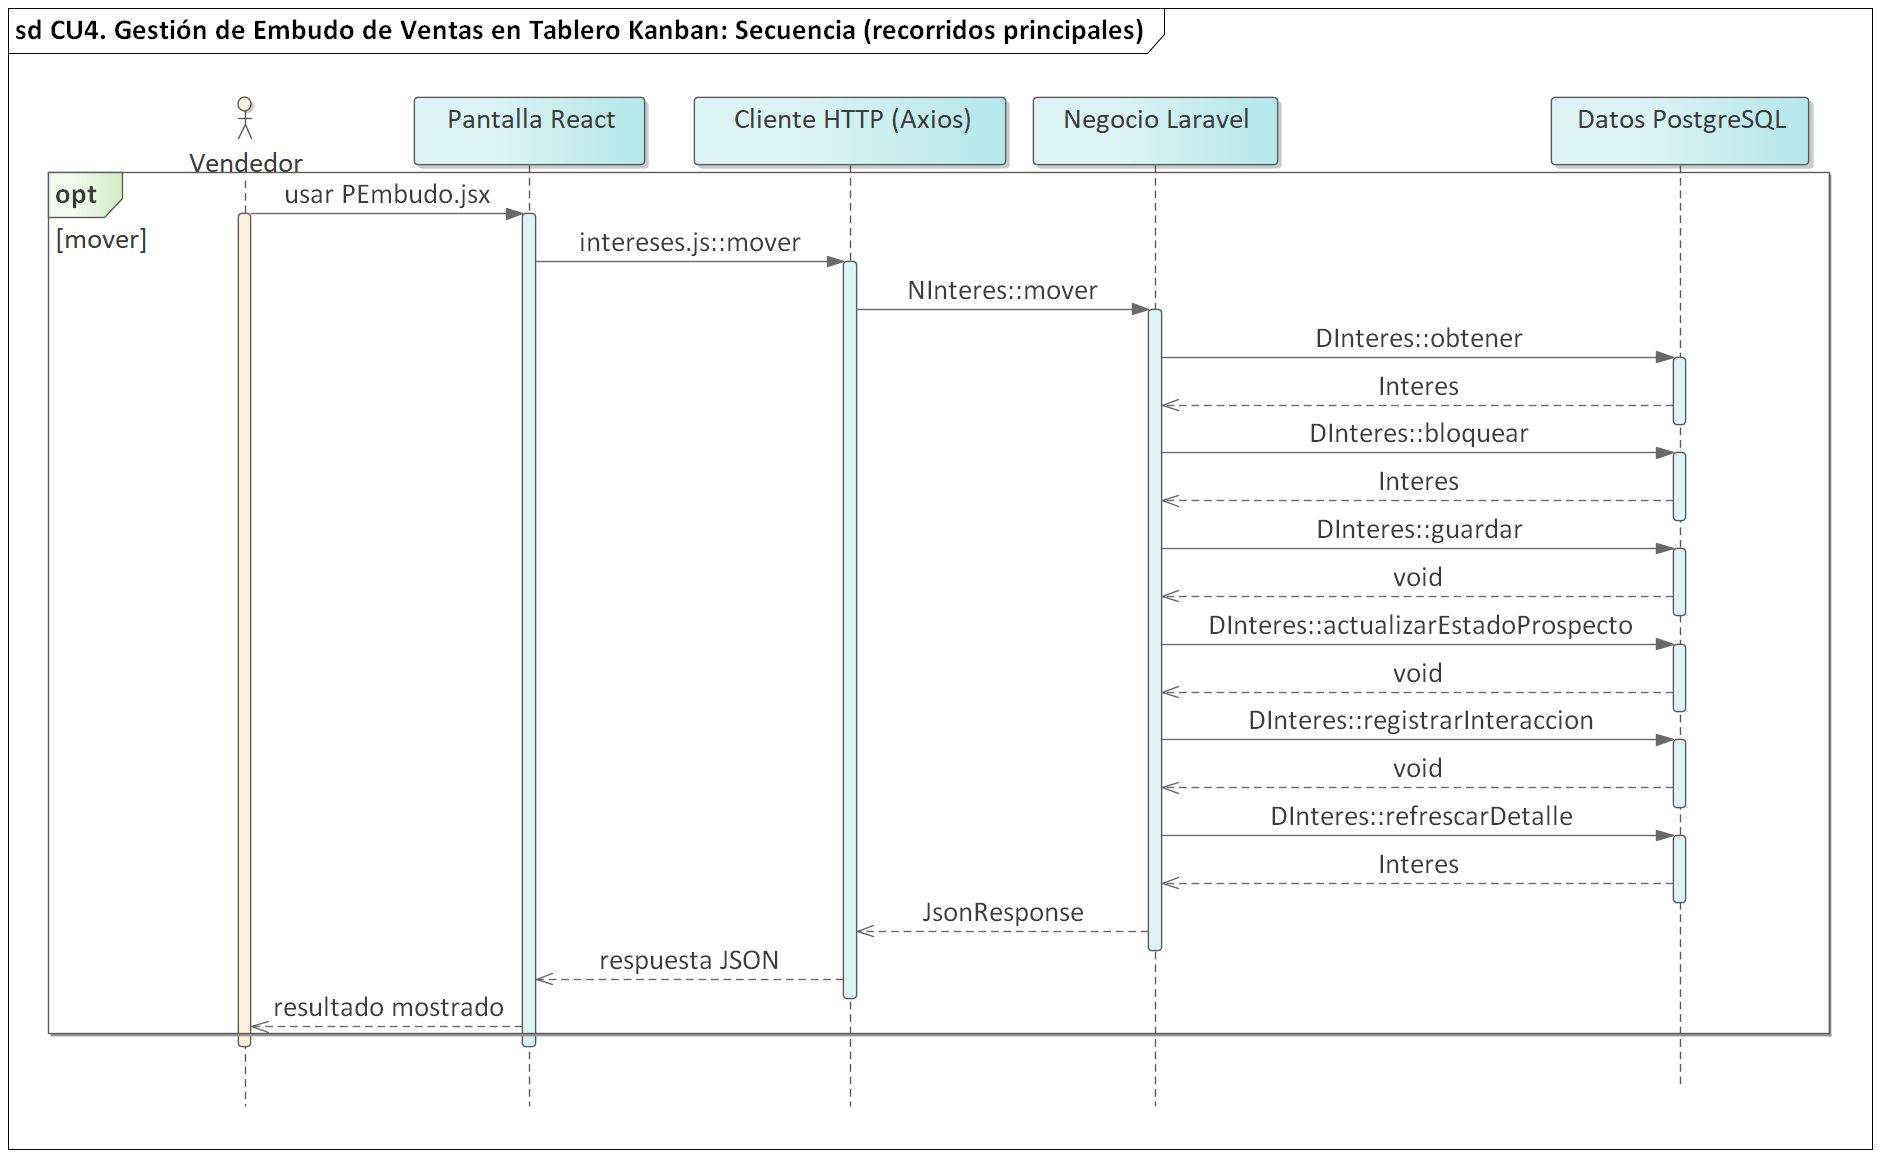 sd CU4. Gestión de Embudo de Ventas en Tablero Kanban: Secuencia (recorridos principales)
Vendedor
Pantalla React
Cliente HTTP (Axios)
Negocio Laravel
Datos PostgreSQL
opt
[mover]
usar PEmbudo.jsx
intereses.js::mover
NInteres::mover
DInteres::obtener
Interes
DInteres::bloquear
Interes
DInteres::guardar
void
DInteres::actualizarEstadoProspecto
void
DInteres::registrarInteraccion
void
DInteres::refrescarDetalle
Interes
JsonResponse
respuesta JSON
resultado mostrado